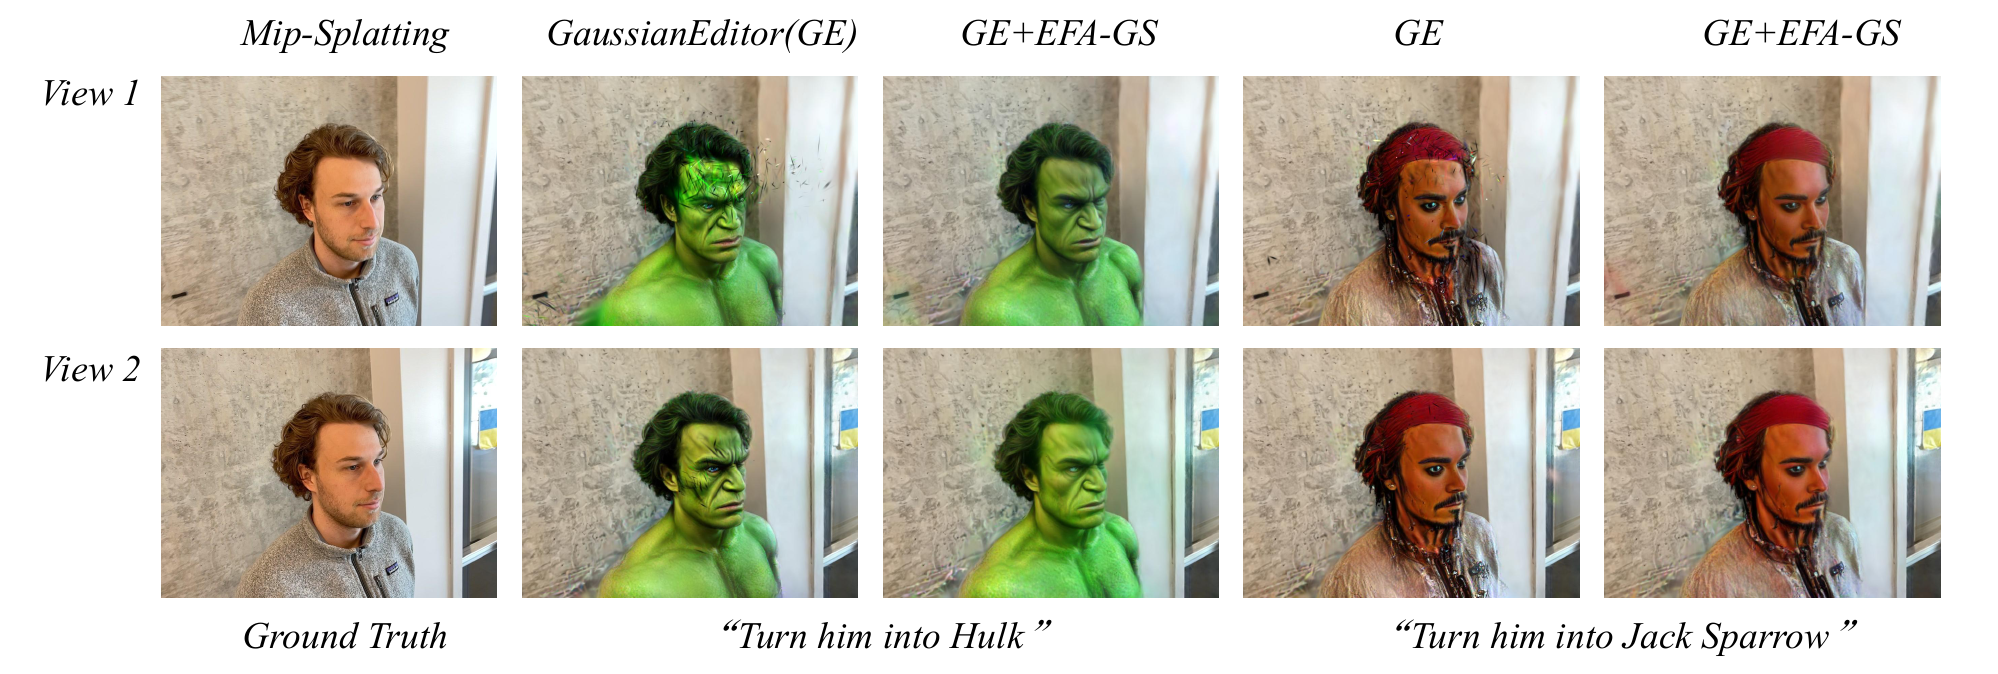 Mip-Splatting GaussianEditor(GE) GE+EFA-GS GE GE+EFA-GS
View 1
View 2
Ground Truth “Turn him into Hulk” “Turn him into Jack Sparrow”